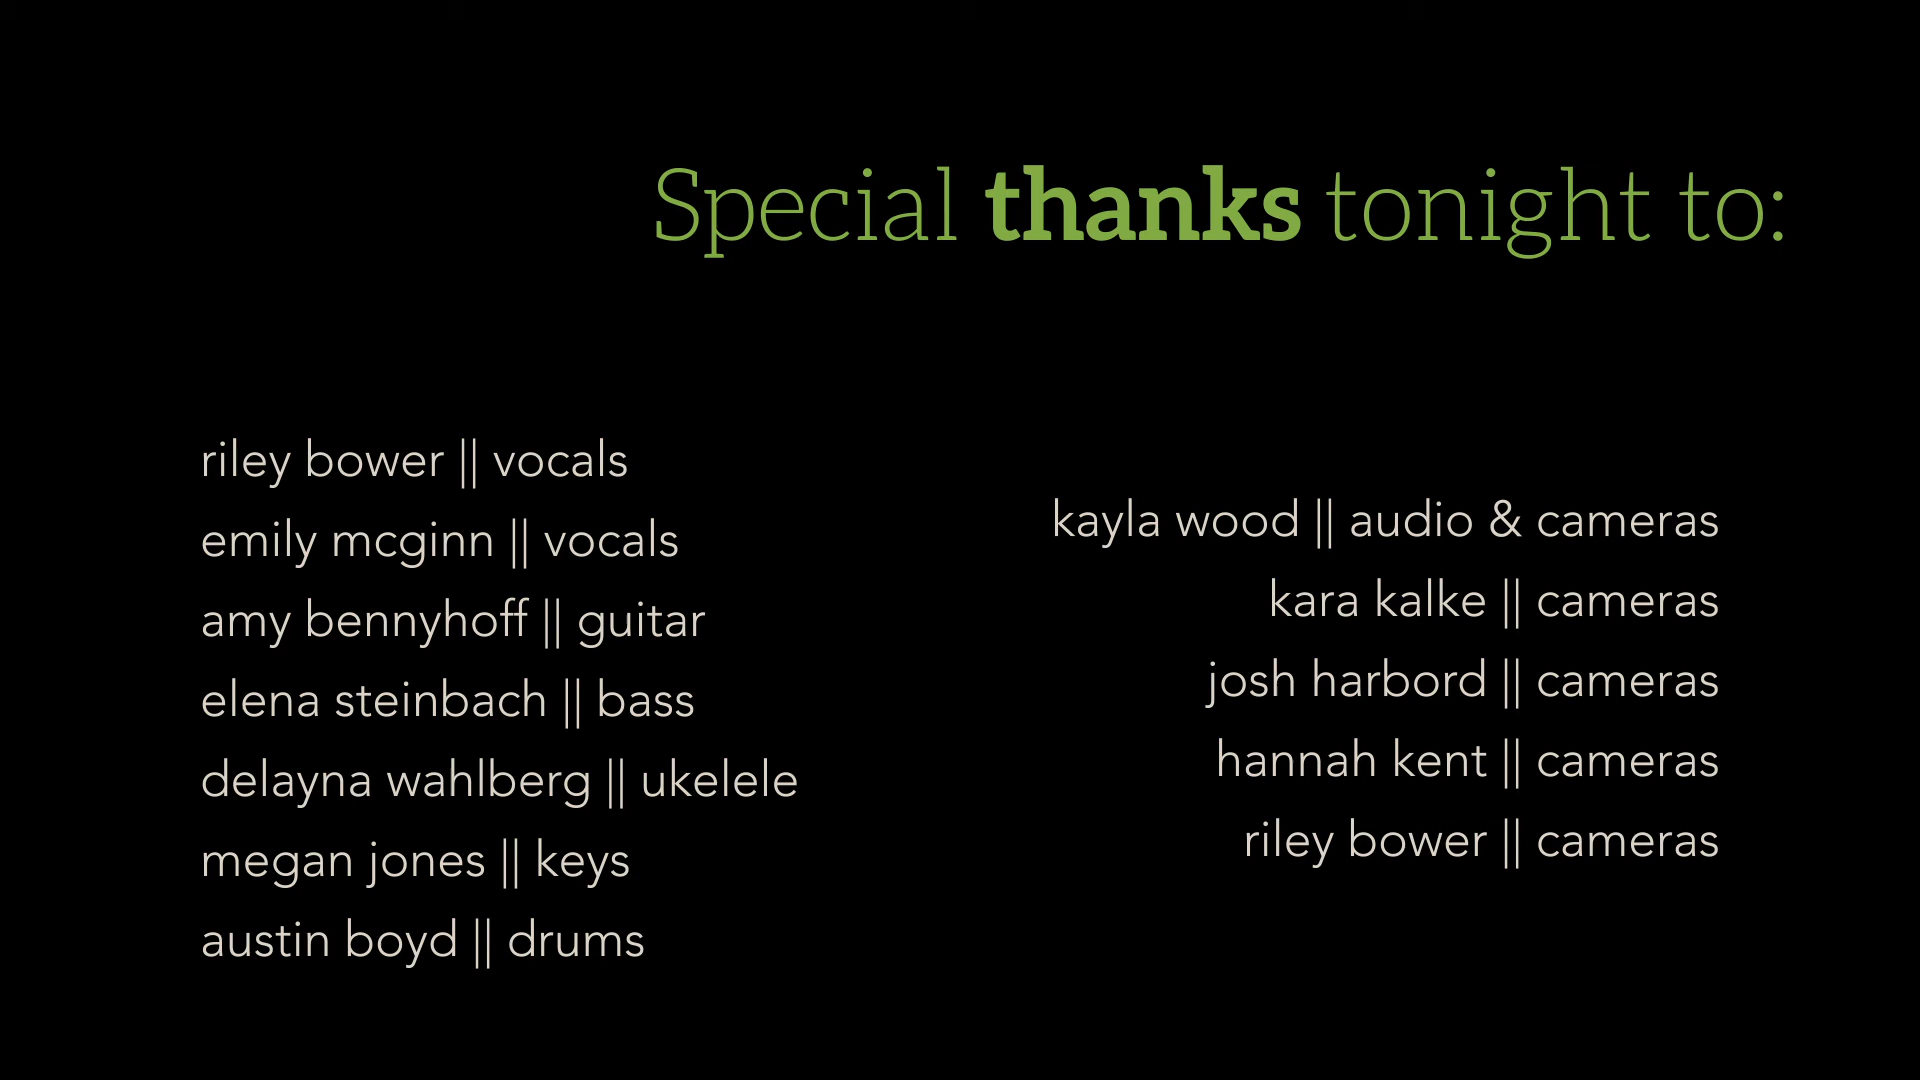 Special thanks tonight to:
riley bower || vocals
emily mcginn || vocals
amy bennyhoff || guitar
elena steinbach || bass
delayna wahlberg || ukelele
megan jones || keys
austin boyd || drums
kayla wood || audio & cameras
kara kalke || cameras
josh harbord || cameras
hannah kent || cameras
riley bower || cameras